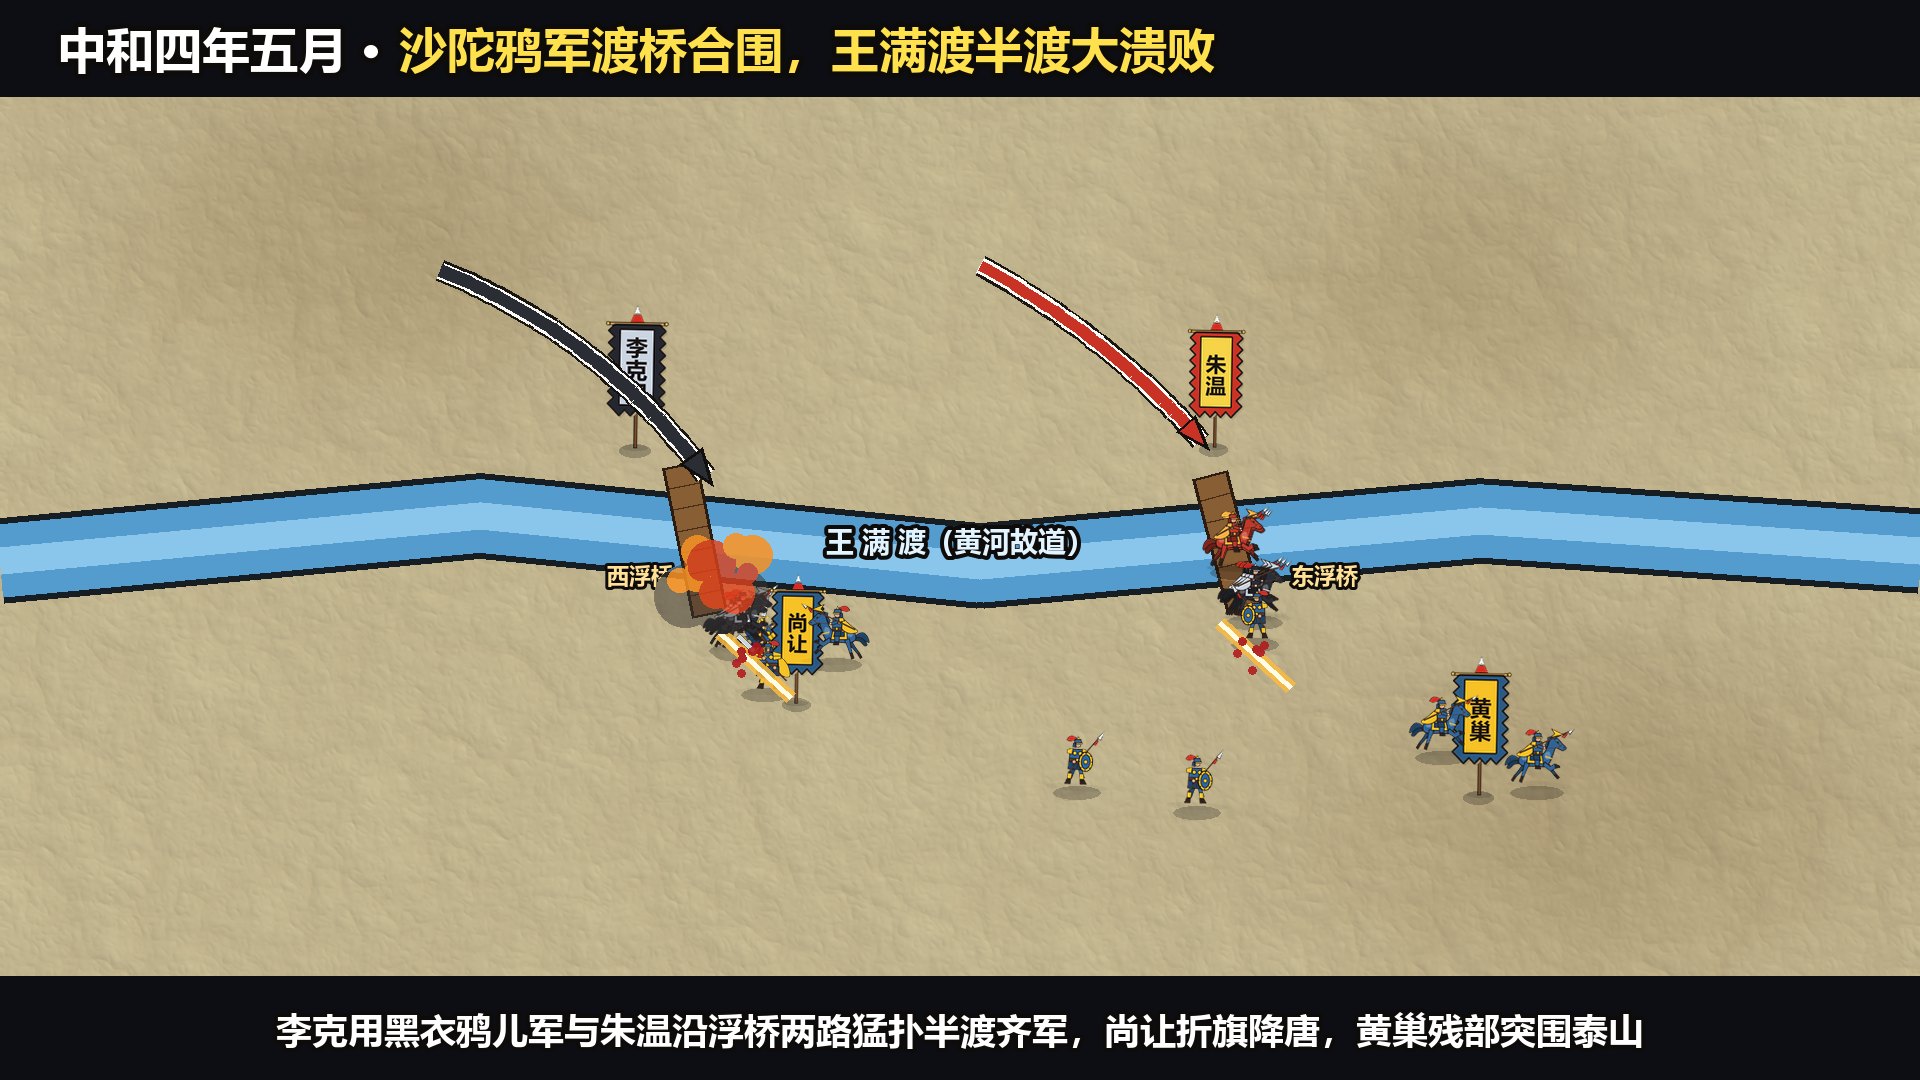 中和四年五月·沙陀鸦军渡桥合围，王满渡半渡大溃败
李克
朱温
王满渡（黄河故道）
西浮桥
东浮桥
尚让
黄巢
李克用黑衣鸦儿军与朱温沿浮桥两路猛扑半渡齐军，尚让折旗降唐，黄巢残部突围泰山